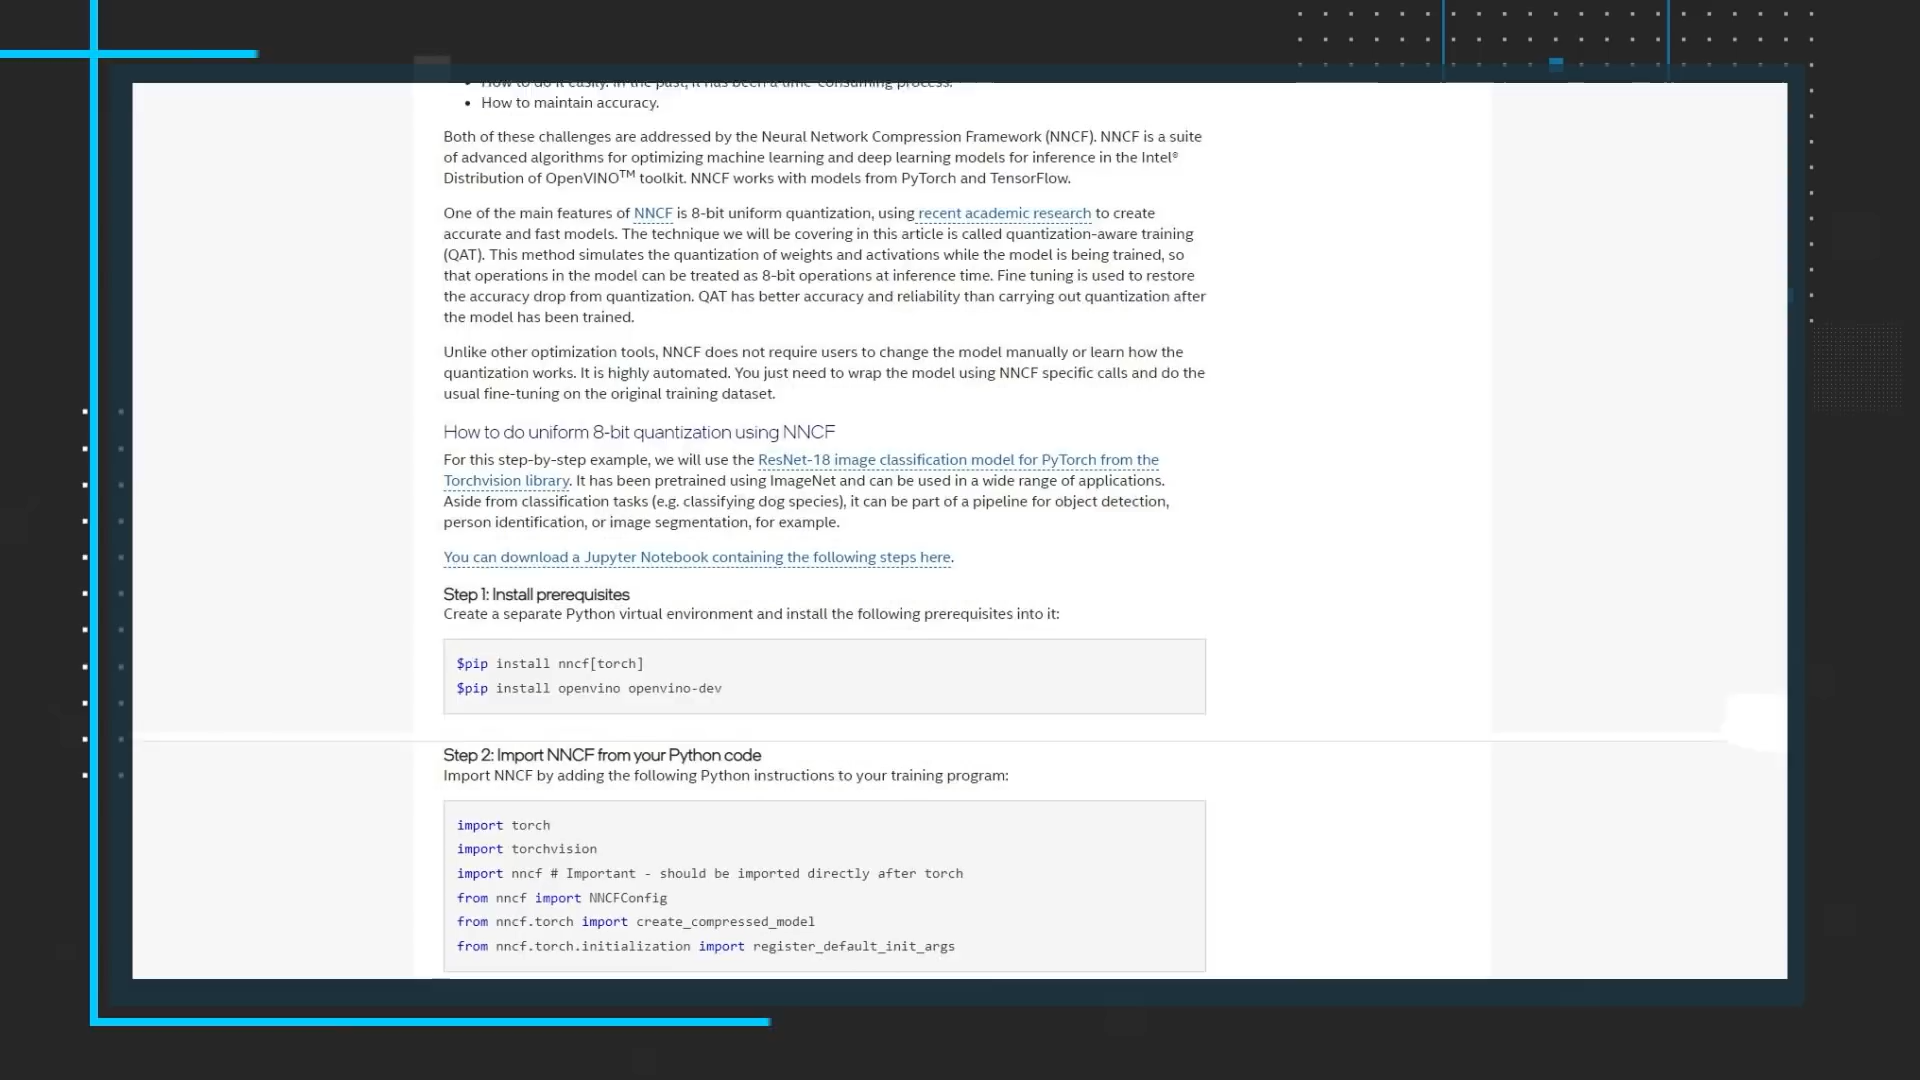 • How to do it easily. In the past, it has been a time-consuming process.
• How to maintain accuracy.
Both of these challenges are addressed by the Neural Network Compression Framework (NNCF). NNCF is a suite
of advanced algorithms for optimizing machine learning and deep learning models for inference in the Intel®
Distribution of OpenVINO™ toolkit. NNCF works with models from PyTorch and TensorFlow.
One of the main features of NNCF is 8-bit uniform quantization, using recent academic research to create
accurate and fast models. The technique we will be covering in this article is called quantization-aware training
(QAT). This method simulates the quantization of weights and activations while the model is being trained, so
that operations in the model can be treated as 8-bit operations at inference time. Fine tuning is used to restore
the accuracy drop from quantization. QAT has better accuracy and reliability than carrying out quantization after
the model has been trained.
Unlike other optimization tools, NNCF does not require users to change the model manually or learn how the
quantization works. It is highly automated. You just need to wrap the model using NNCF specific calls and do the
usual fine-tuning on the original training dataset.
How to do uniform 8-bit quantization using NNCF
For this step-by-step example, we will use the ResNet-18 image classification model for PyTorch from the
Torchvision library. It has been pretrained using ImageNet and can be used in a wide range of applications.
Aside from classification tasks (e.g. classifying dog species), it can be part of a pipeline for object detection,
person identification, or image segmentation, for example.
You can download a Jupyter Notebook containing the following steps here.
Step 1: Install prerequisites
Create a separate Python virtual environment and install the following prerequisites into it:
$pip install nncf[torch]
$pip install openvino openvino-dev
Step 2: Import NNCF from your Python code
Import NNCF by adding the following Python instructions to your training program:
import torch
import torchvision
import nncf # Important - should be imported directly after torch
from nncf import NNCFConfig
from nncf.torch import create_compressed_model
from nncf.torch.initialization import register_default_init_args